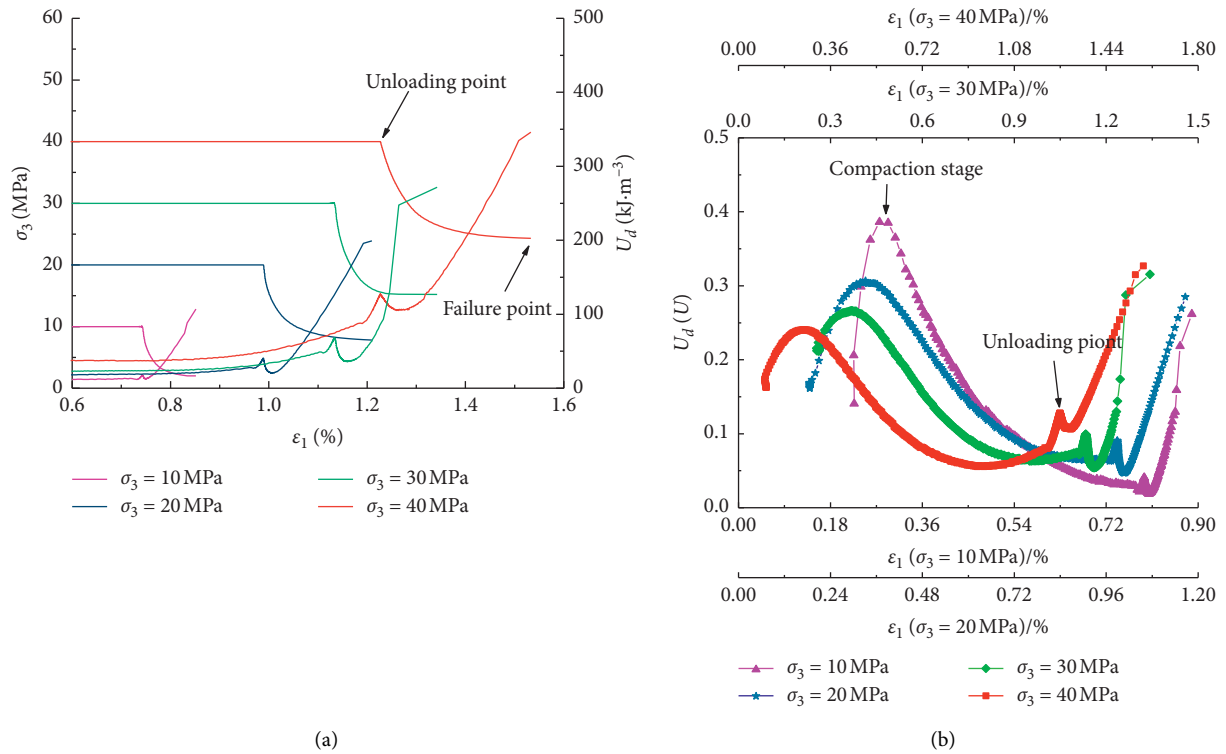 60
50
40
30
20
10
0
σ3 (MPa)
500
400
300
200
100
0
Ud (kJ·m−3)
Unloading point
Failure point
0.6 0.8 1.0 1.2 1.4 1.6
ε1 (%)
σ3 = 10 MPa
σ3 = 20 MPa
σ3 = 30 MPa
σ3 = 40 MPa
(a)
ε1 (σ3 = 40 MPa)/%
0.00 0.36 0.72 1.08 1.44 1.80
ε1 (σ3 = 30 MPa)/%
0.0 0.3 0.6 0.9 1.2 1.5
0.5
0.4
0.3
0.2
0.1
0.0
Ud (U)
Compaction stage
Unloading piont
0.00 0.18 0.36 0.54 0.72 0.90
ε1 (σ3 = 10 MPa)/%
0.00 0.24 0.48 0.72 0.96 1.20
ε1 (σ3 = 20 MPa)/%
σ3 = 10 MPa
σ3 = 20 MPa
σ3 = 30 MPa
σ3 = 40 MPa
(b)